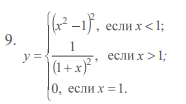 9. y = { (x² − 1)², если x < 1;
1/(1 + x)², если x > 1;
0, если x = 1.